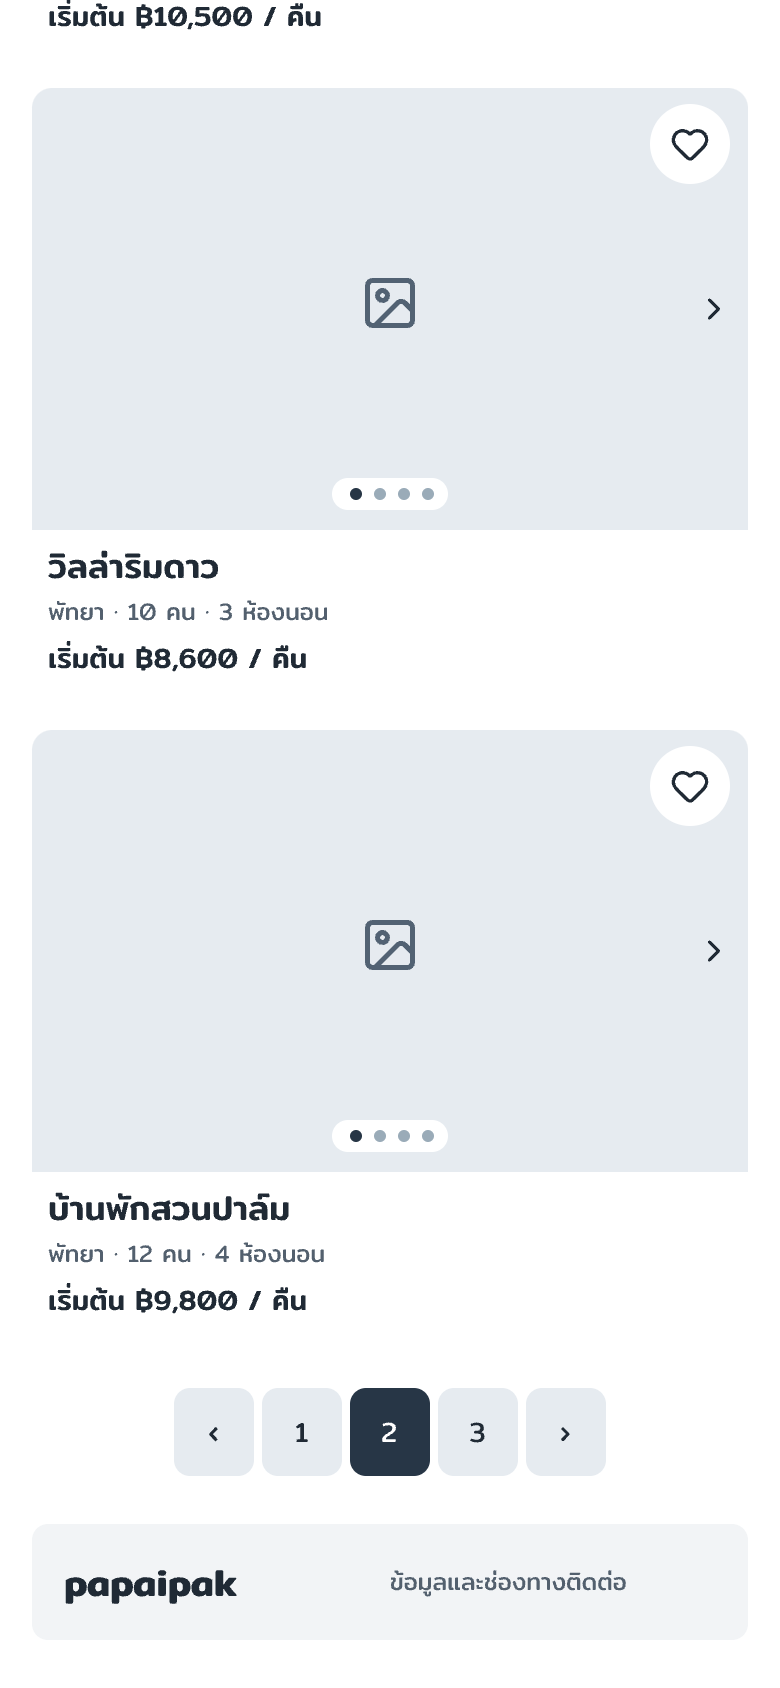 เริ่มต้น ฿10,500 / คืน
วิลล่าริมดาว
พัทยา · 10 คน · 3 ห้องนอน
เริ่มต้น ฿8,600 / คืน
บ้านพักสวนปาล์ม
พัทยา · 12 คน · 4 ห้องนอน
เริ่มต้น ฿9,800 / คืน
‹ 1 2 3 ›
papaipak ข้อมูลและช่องทางติดต่อ